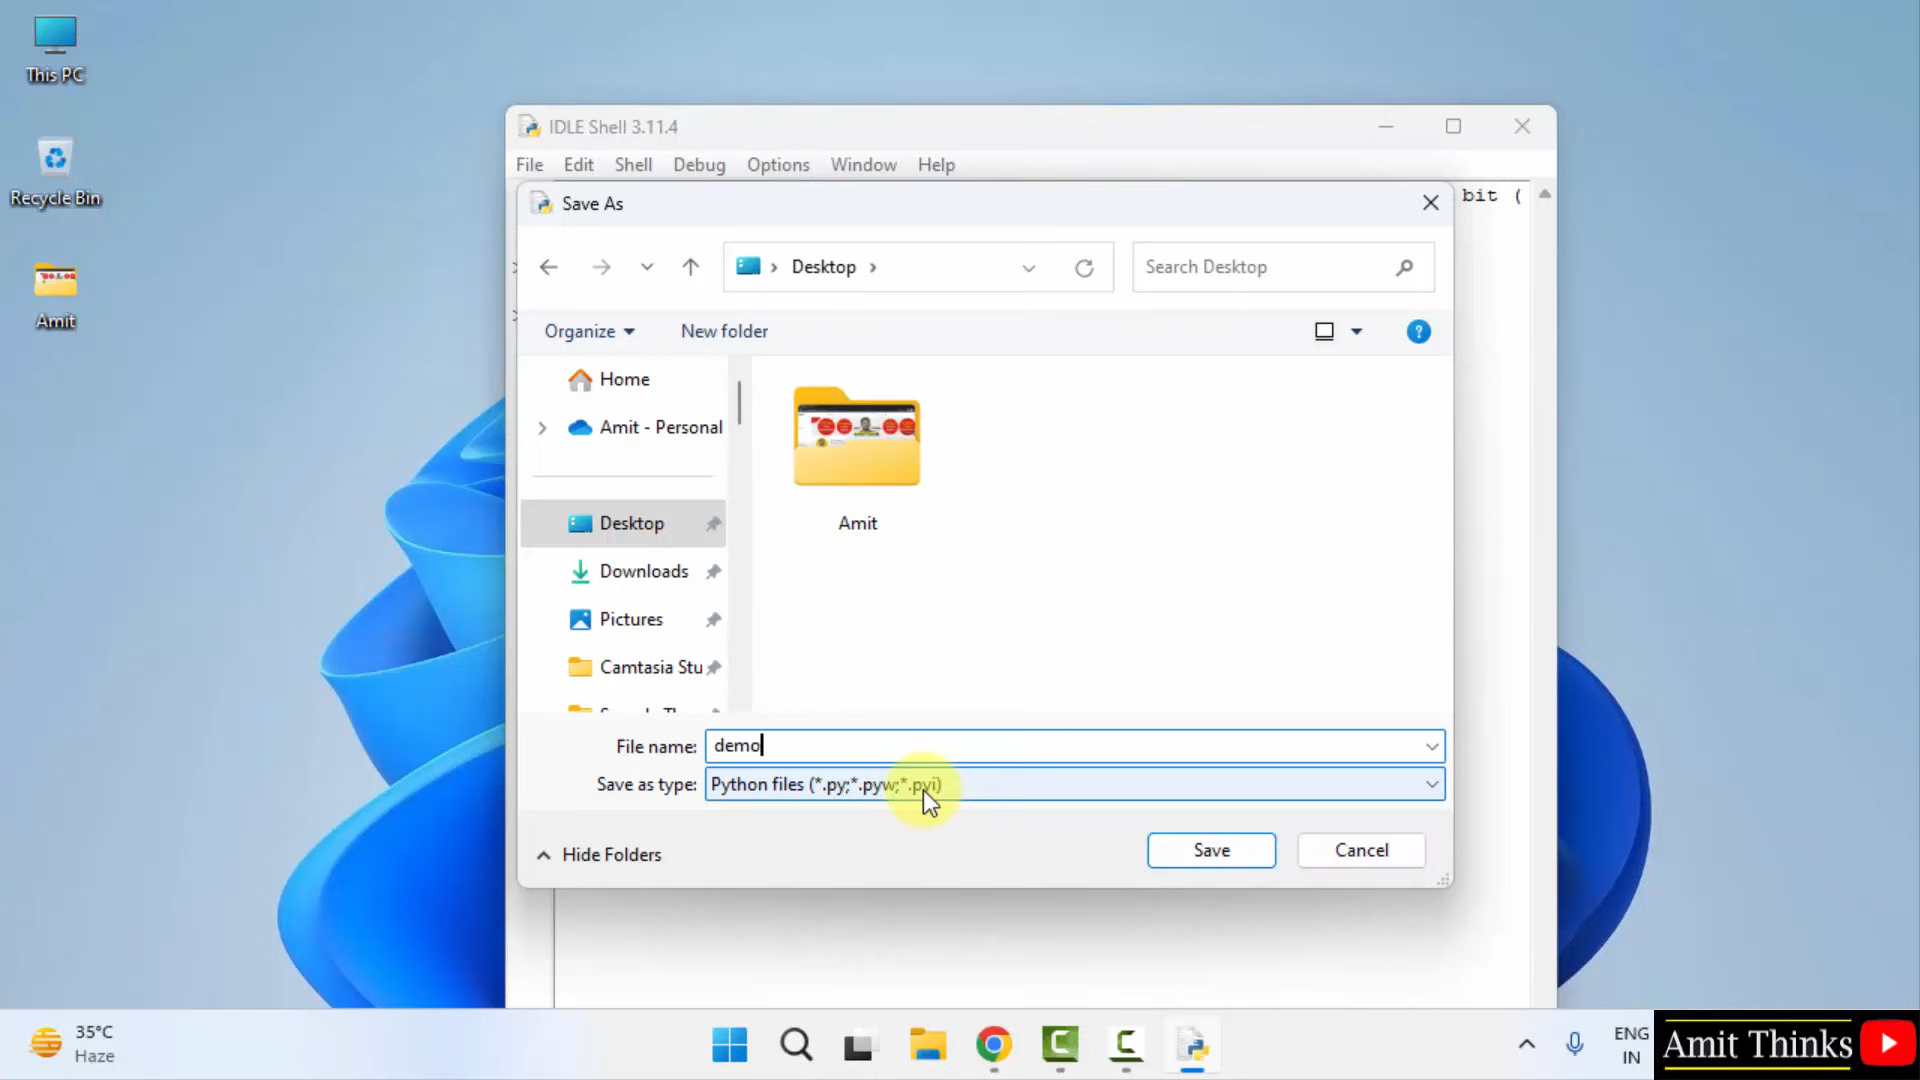 This PC
Recycle Bin
Amit
IDLE Shell 3.11.4
File Edit Shell Debug Options Window Help
bit (
Save As
Desktop
Search Desktop
Organize
New folder
Home
Amit - Personal
Desktop
Downloads
Pictures
Camtasia Stu
Amit
File name: demo
Save as type: Python files (*.py;*.pyw;*.pyi)
Hide Folders
Save
Cancel
35°C
Haze
ENG
IN
Amit Thinks